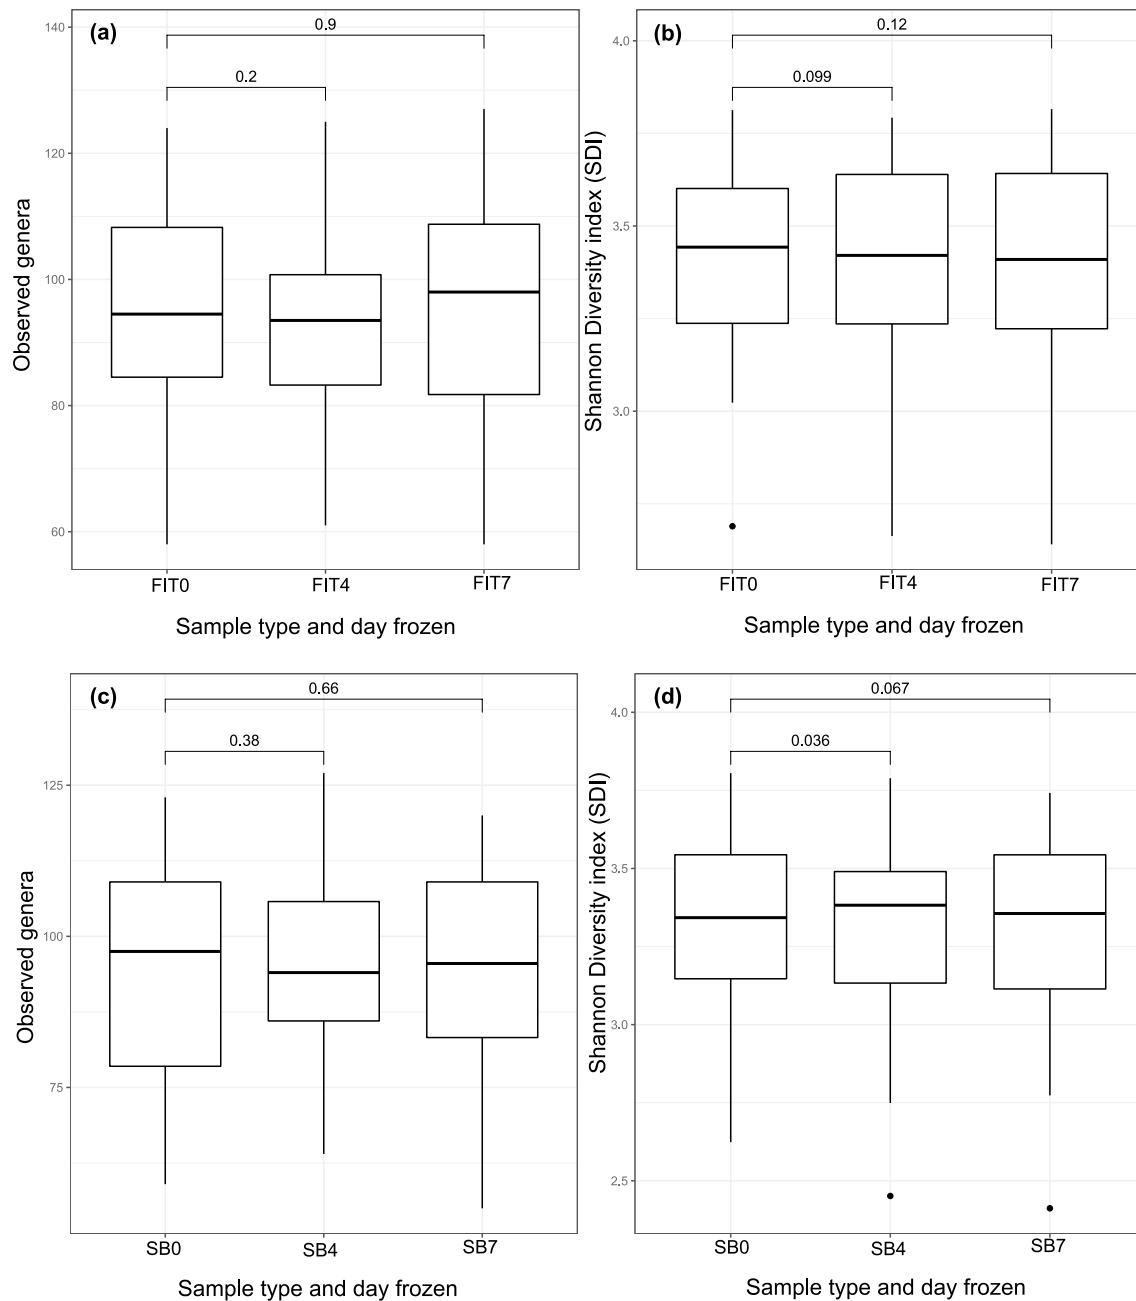 (a)
0.9
0.2
140
120
100
80
60
Observed genera
FIT0 FIT4 FIT7
Sample type and day frozen
(b)
0.12
0.099
4.0
3.5
3.0
Shannon Diversity index (SDI)
FIT0 FIT4 FIT7
Sample type and day frozen
(c)
0.66
0.38
125
100
75
Observed genera
SB0 SB4 SB7
Sample type and day frozen
(d)
0.067
0.036
4.0
3.5
3.0
2.5
Shannon Diversity index (SDI)
SB0 SB4 SB7
Sample type and day frozen